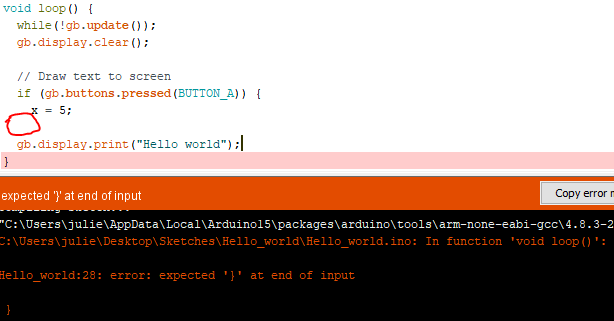 void loop() {
while(!gb.update());
gb.display.clear();
// Draw text to screen
if (gb.buttons.pressed(BUTTON_A)) {
x = 5;
gb.display.print("Hello world");
}
expected '}' at end of input
Copy error m
"C:\Users\julie\AppData\Local\Arduino15\packages\arduino\tools\arm-none-eabi-gcc\4.8.3-2
C:\Users\julie\Desktop\Sketches\Hello_world\Hello_world.ino: In function 'void loop()':
Hello_world:28: error: expected '}' at end of input
}